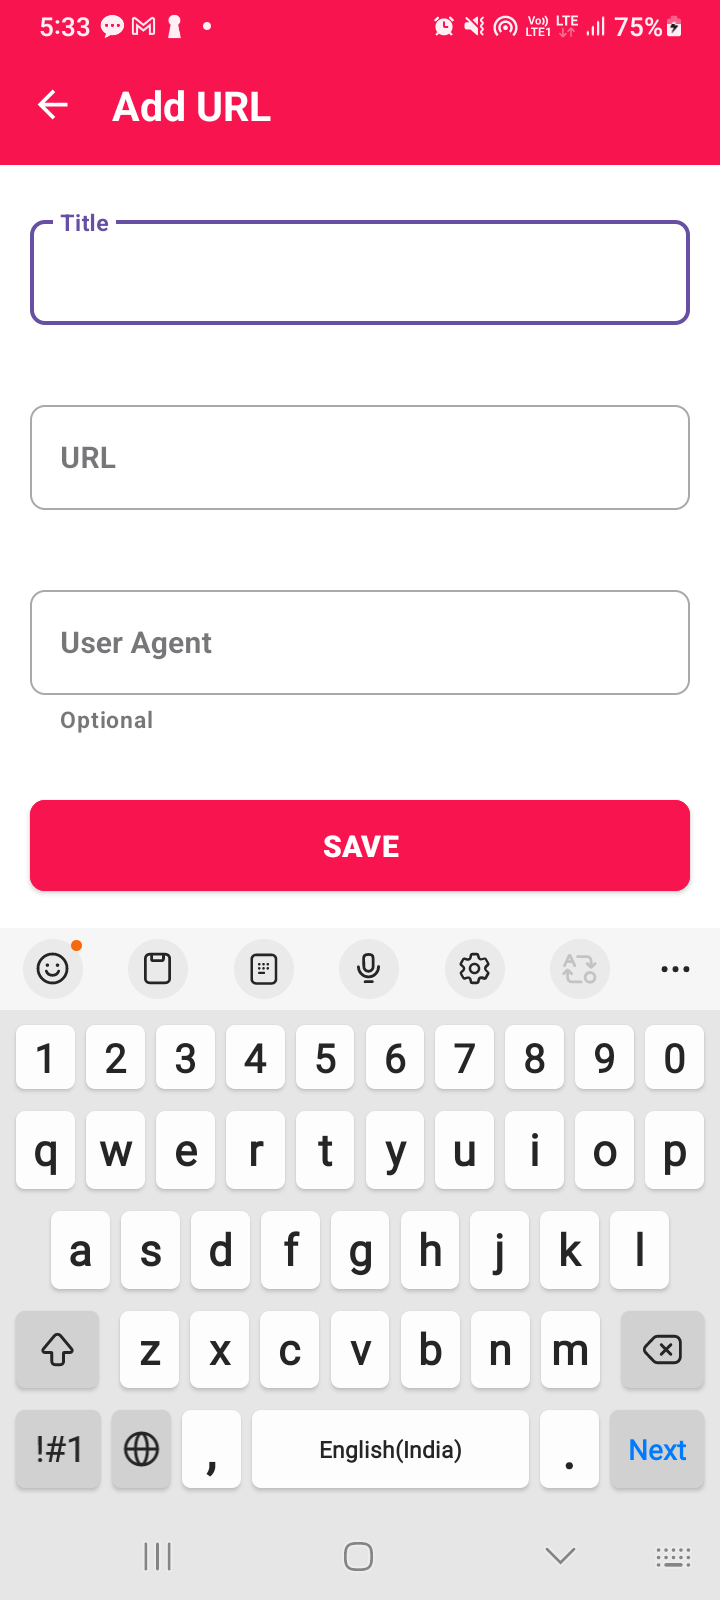 5:33 75%
Vo)) LTE1 LTE
Add URL
Title
URL
User Agent
Optional
SAVE
1 2 3 4 5 6 7 8 9 0
q w e r t y u i o p
a s d f g h j k l
z x c v b n m
!#1 , English(India) . Next